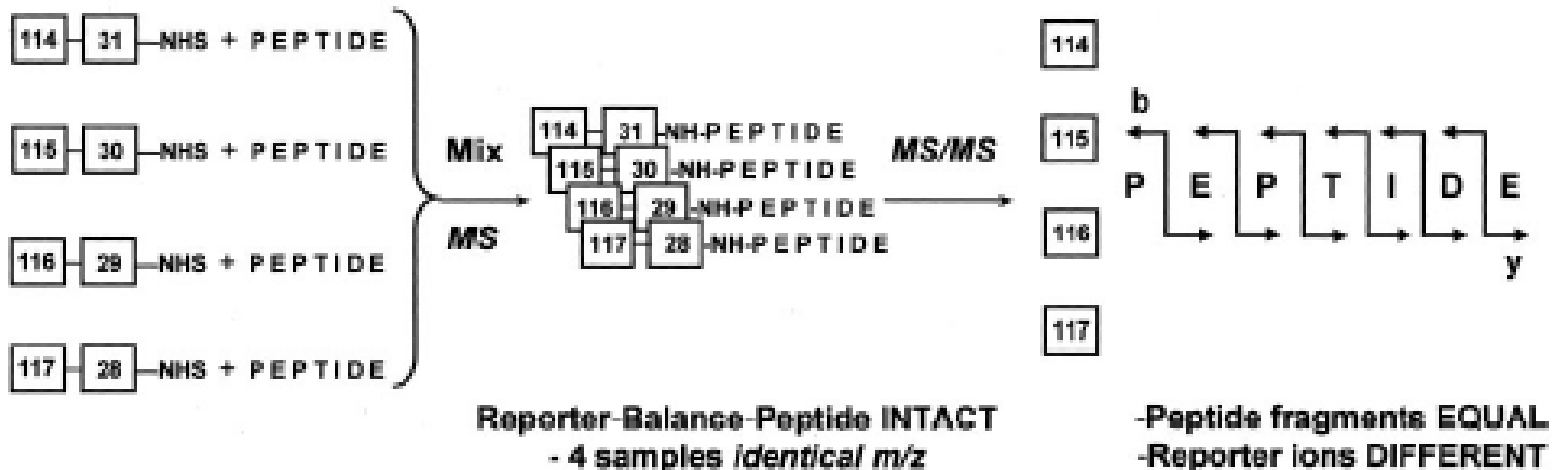 114 31 NHS + PEPTIDE
115 30 NHS + PEPTIDE
116 29 NHS + PEPTIDE
117 28 NHS + PEPTIDE
Mix
MS
114 31 -NH-PEPTIDE
115 30 -NH-PEPTIDE
116 29 -NH-PEPTIDE
117 28 -NH-PEPTIDE
Reporter-Balance-Peptide INTACT
- 4 samples identical m/z
MS/MS
114
115
116
117
b
P E P T I D E
y
-Peptide fragments EQUAL
-Reporter ions DIFFERENT